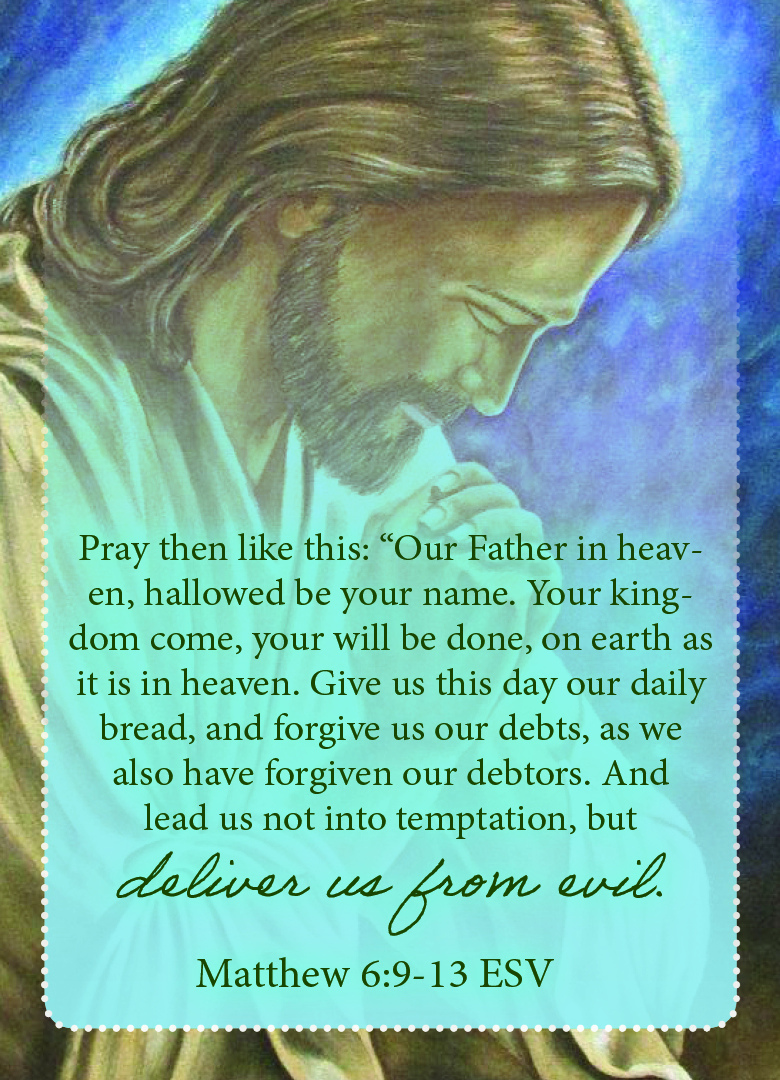 Pray then like this: “Our Father in heav-
en, hallowed be your name. Your king-
dom come, your will be done, on earth as
it is in heaven. Give us this day our daily
bread, and forgive us our debts, as we
also have forgiven our debtors. And
lead us not into temptation, but
deliver us from evil.
Matthew 6:9-13 ESV